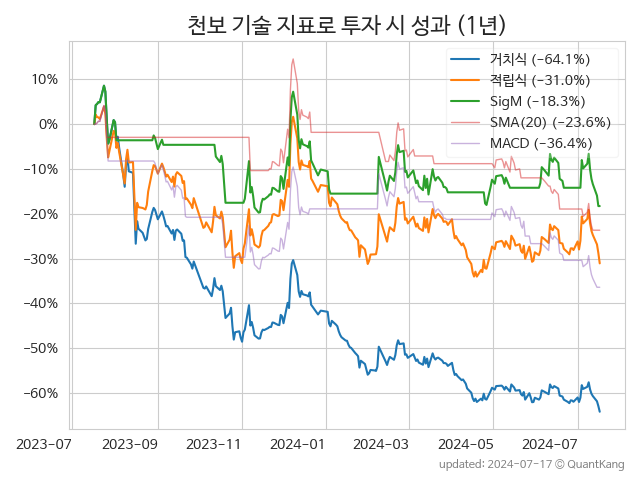 천보 기술 지표로 투자 시 성과 (1년)
거치식 (−64.1%)
적립식 (−31.0%)
SigM (−18.3%)
SMA(20) (−23.6%)
MACD (−36.4%)
10%
0%
−10%
−20%
−30%
−40%
−50%
−60%
2023-07 2023-09 2023-11 2024-01 2024-03 2024-05 2024-07
updated: 2024-07-17 © QuantKang